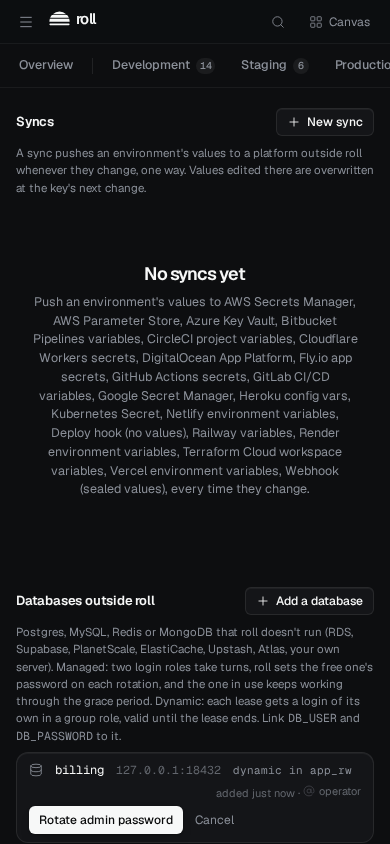 roll
Canvas
Overview Development 14 Staging 6 Productio
Syncs
New sync
A sync pushes an environment's values to a platform outside roll
whenever they change, one way. Values edited there are overwritten
at the key's next change.
No syncs yet
Push an environment's values to AWS Secrets Manager,
AWS Parameter Store, Azure Key Vault, Bitbucket
Pipelines variables, CircleCI project variables, Cloudflare
Workers secrets, DigitalOcean App Platform, Fly.io app
secrets, GitHub Actions secrets, GitLab CI/CD
variables, Google Secret Manager, Heroku config vars,
Kubernetes Secret, Netlify environment variables,
Deploy hook (no values), Railway variables, Render
environment variables, Terraform Cloud workspace
variables, Vercel environment variables, Webhook
(sealed values), every time they change.
Databases outside roll
Add a database
Postgres, MySQL, Redis or MongoDB that roll doesn't run (RDS,
Supabase, PlanetScale, ElastiCache, Upstash, Atlas, your own
server). Managed: two login roles take turns, roll sets the free one's
password on each rotation, and the one in use keeps working
through the grace period. Dynamic: each lease gets a login of its
own in a group role, valid until the lease ends. Link DB_USER and
DB_PASSWORD to it.
billing 127.0.0.1:18432 dynamic in app_rw
added just now · @ operator
Rotate admin password Cancel